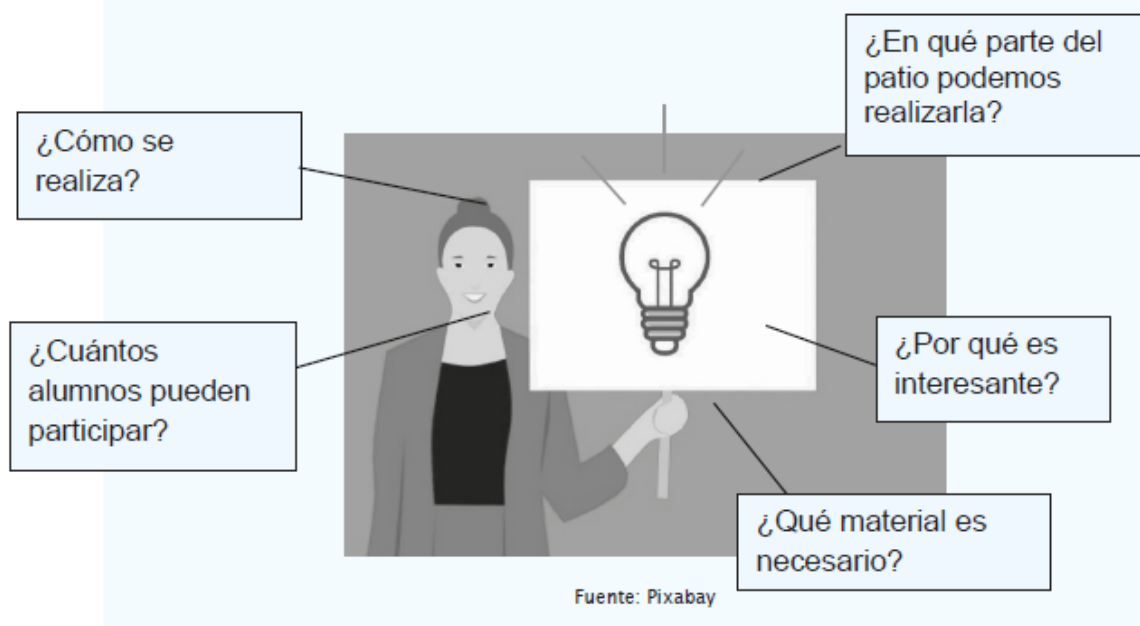 ¿En qué parte del
patio podemos
realizarla?
¿Cómo se
realiza?
¿Cuántos
alumnos pueden
participar?
¿Por qué es
interesante?
¿Qué material es
necesario?
Fuente: Pixabay